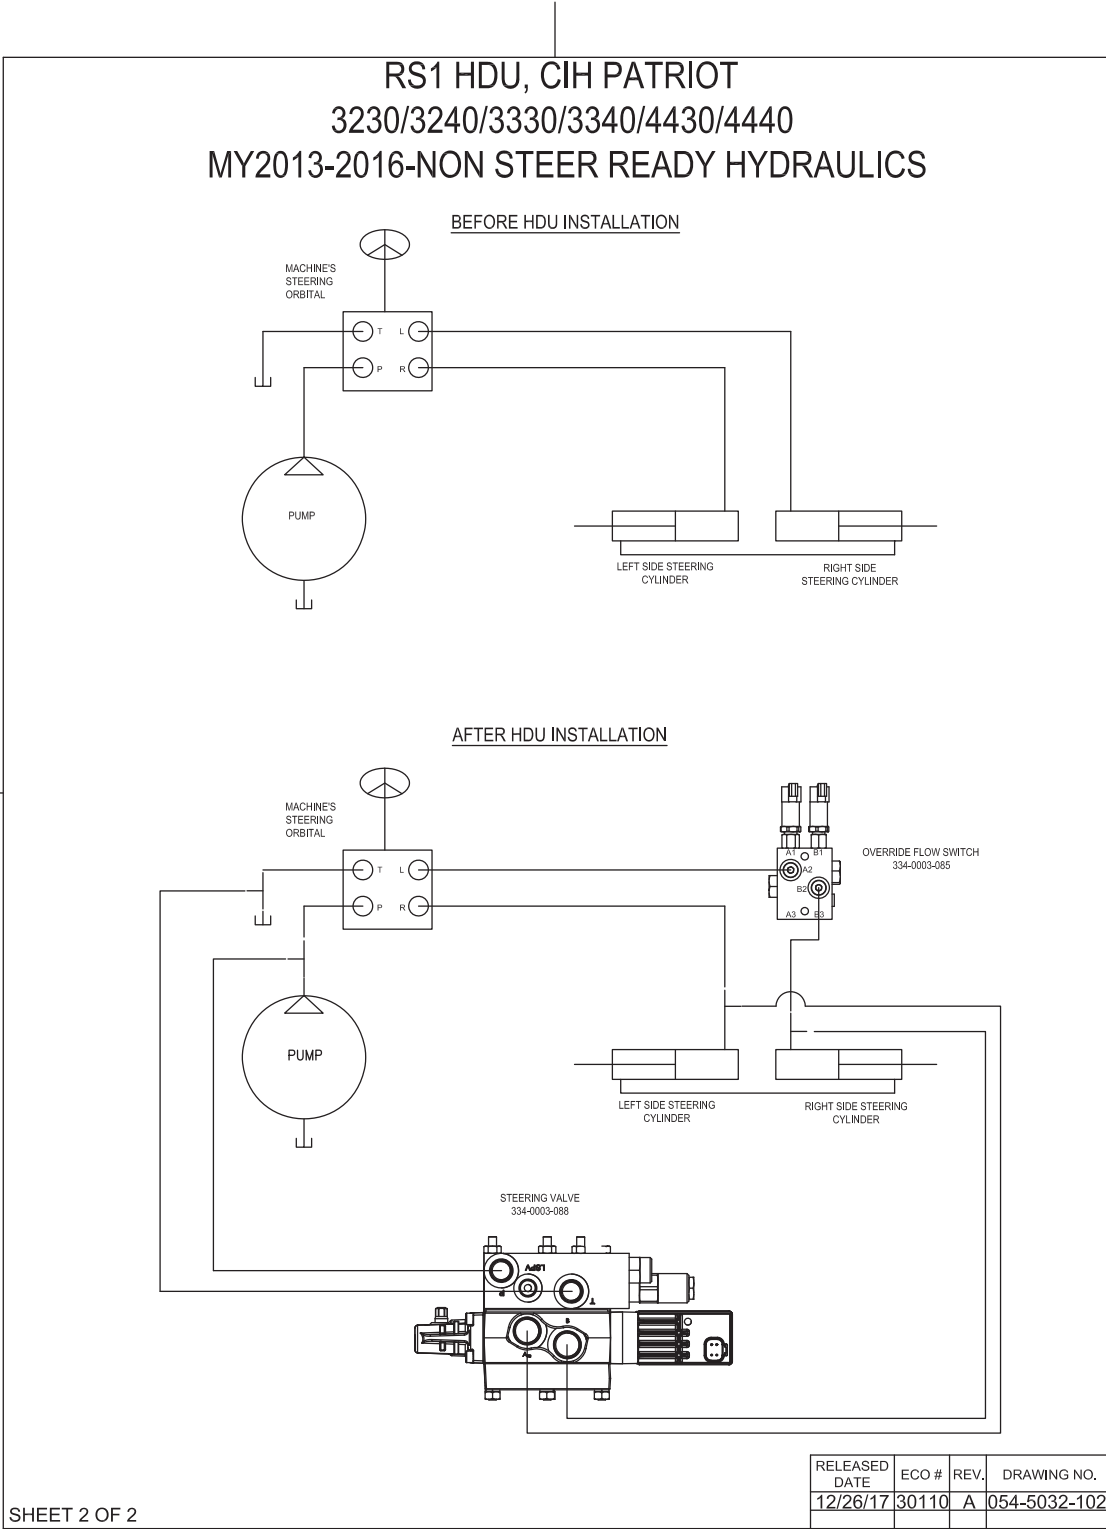 RS1 HDU, CIH PATRIOT
3230/3240/3330/3340/4430/4440
MY2013-2016-NON STEER READY HYDRAULICS
BEFORE HDU INSTALLATION
MACHINE'S
STEERING
ORBITAL
T L
P R
PUMP
LEFT SIDE STEERING
CYLINDER
RIGHT SIDE
STEERING CYLINDER
AFTER HDU INSTALLATION
MACHINE'S
STEERING
ORBITAL
T L
P R
A1 B1
A2
B2
A3 B3
OVERRIDE FLOW SWITCH
334-0003-085
PUMP
LEFT SIDE STEERING
CYLINDER
RIGHT SIDE STEERING
CYLINDER
STEERING VALVE
334-0003-088
LSPV
P
T
RELEASED
DATE
ECO #
REV.
DRAWING NO.
12/26/17
30110
A
054-5032-102
SHEET 2 OF 2